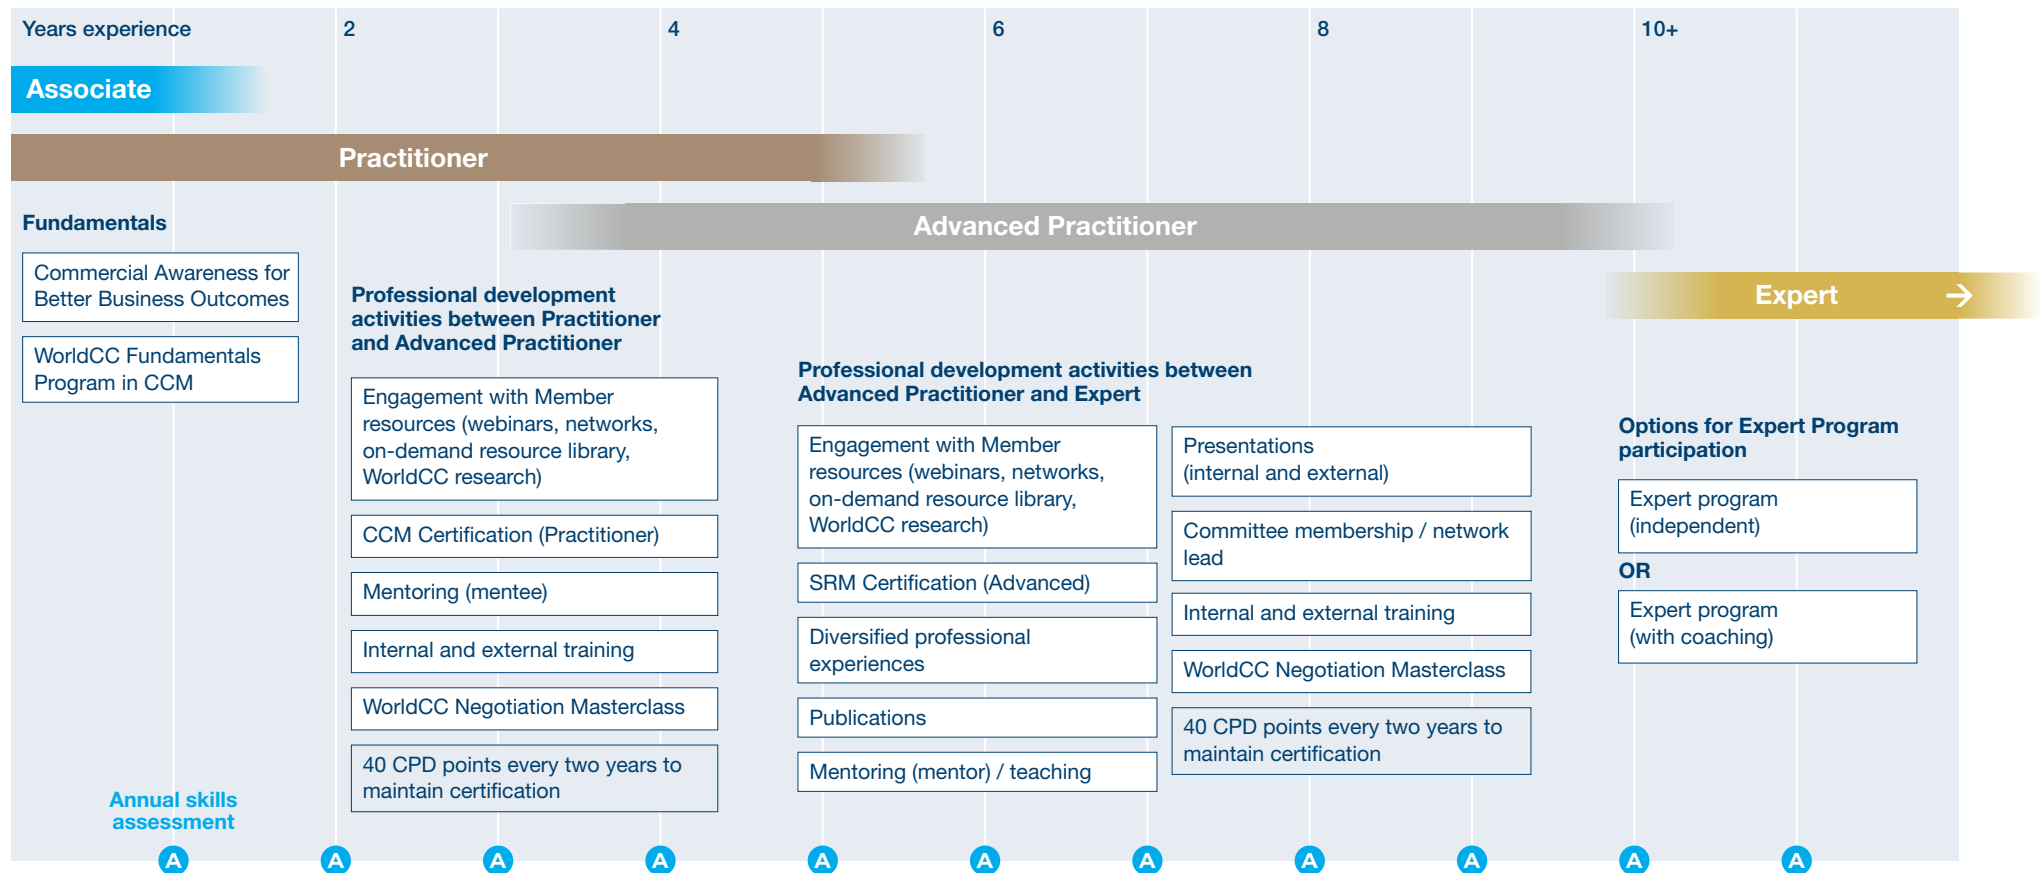 Years experience
2
4
6
8
10+
Associate
Practitioner
Advanced Practitioner
Expert →
Fundamentals
Commercial Awareness for
Better Business Outcomes
WorldCC Fundamentals
Program in CCM
Professional development
activities between Practitioner
and Advanced Practitioner
Engagement with Member
resources (webinars, networks,
on-demand resource library,
WorldCC research)
CCM Certification (Practitioner)
Mentoring (mentee)
Internal and external training
WorldCC Negotiation Masterclass
40 CPD points every two years to
maintain certification
Professional development activities between
Advanced Practitioner and Expert
Engagement with Member
resources (webinars, networks,
on-demand resource library,
WorldCC research)
SRM Certification (Advanced)
Diversified professional
experiences
Publications
Mentoring (mentor) / teaching
Presentations
(internal and external)
Committee membership / network
lead
Internal and external training
WorldCC Negotiation Masterclass
40 CPD points every two years to
maintain certification
Options for Expert Program
participation
Expert program
(independent)
OR
Expert program
(with coaching)
Annual skills
assessment
A
A
A
A
A
A
A
A
A
A
A